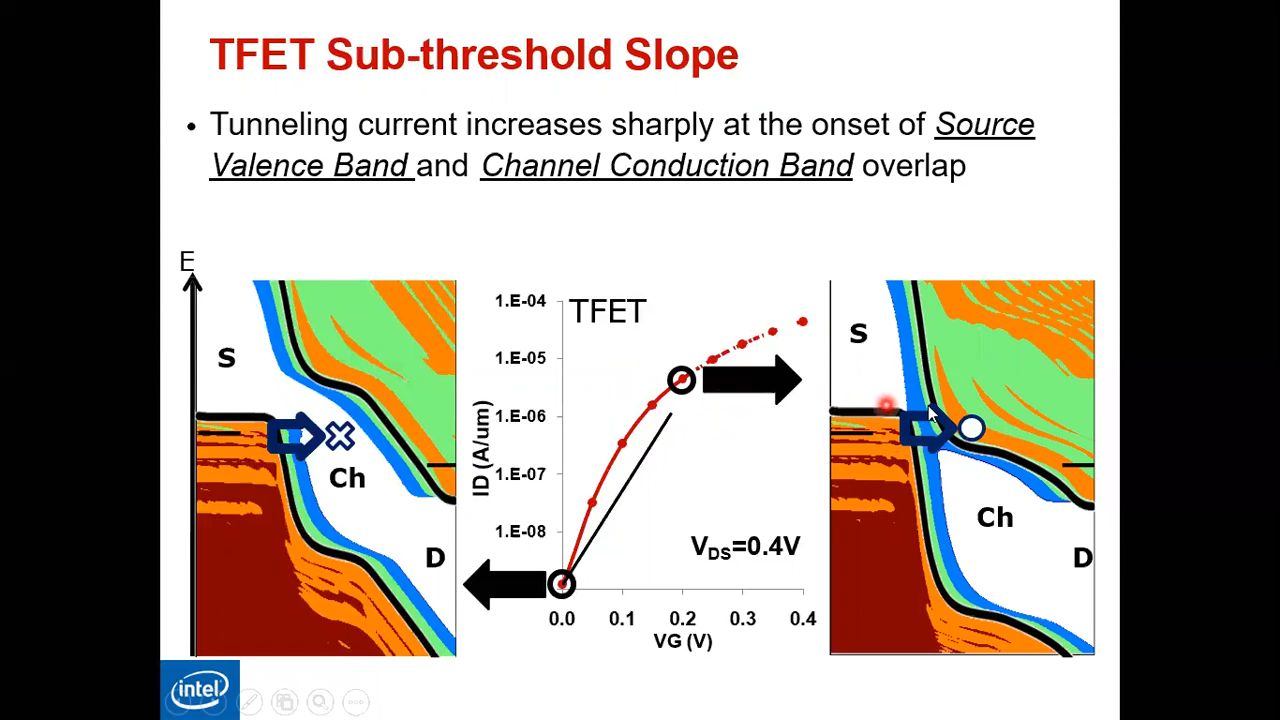 TFET Sub-threshold Slope
• Tunneling current increases sharply at the onset of Source
Valence Band and Channel Conduction Band overlap
E
S
Ch
D
TFET
1.E-04
1.E-05
1.E-06
1.E-07
1.E-08
ID (A/um)
0.0 0.1 0.2 0.3 0.4
VG (V)
VDS=0.4V
S
Ch
D
intel